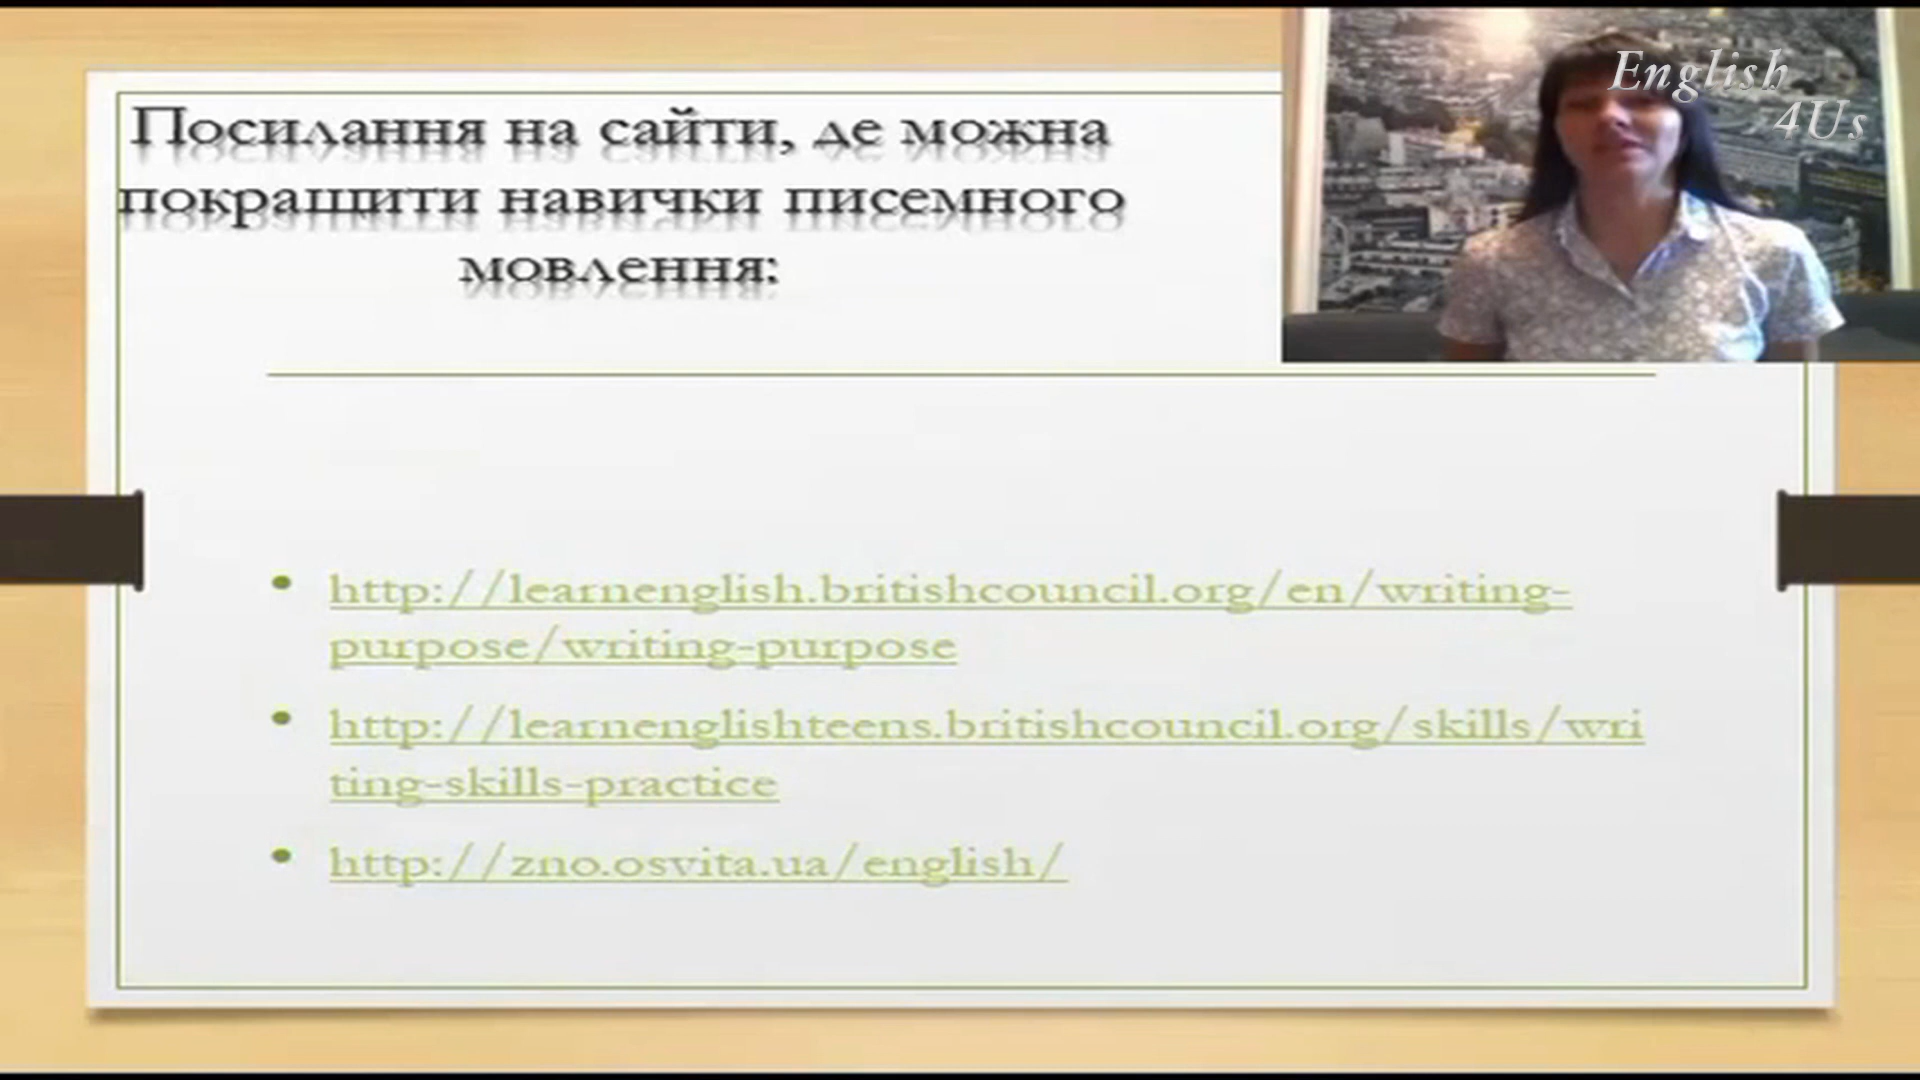 Посилання на сайти, де можна
покращити навички писемного
мовлення:
English
4Us
• http://learnenglish.britishcouncil.org/en/writing-
purpose/writing-purpose
• http://learnenglishteens.britishcouncil.org/skills/wri
ting-skills-practice
• http://zno.osvita.ua/english/